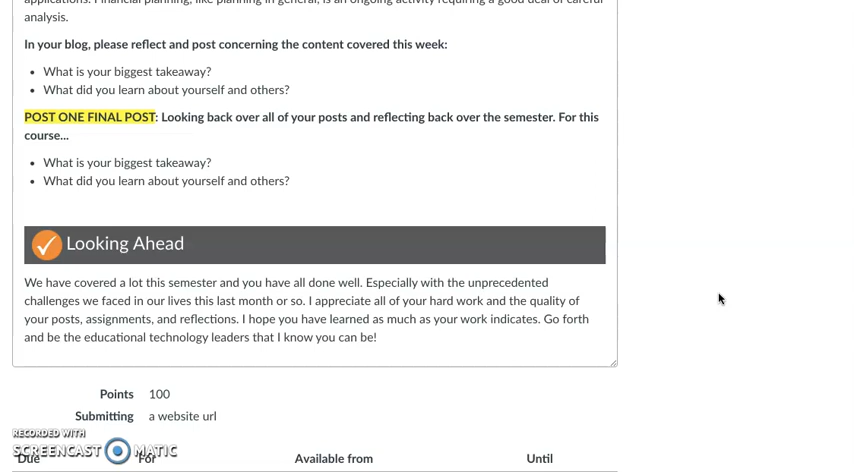 applications. Financial planning, like planning in general, is an ongoing activity requiring a good deal of careful
analysis.
In your blog, please reflect and post concerning the content covered this week:
What is your biggest takeaway?
What did you learn about yourself and others?
POST ONE FINAL POST: Looking back over all of your posts and reflecting back over the semester. For this
course...
What is your biggest takeaway?
What did you learn about yourself and others?
Looking Ahead
We have covered a lot this semester and you have all done well. Especially with the unprecedented
challenges we faced in our lives this last month or so. I appreciate all of your hard work and the quality of
your posts, assignments, and reflections. I hope you have learned as much as your work indicates. Go forth
and be the educational technology leaders that I know you can be!
Points 100
Submitting a website url
RECORDED WITH
SCREENCAST MATIC
Due For Available from Until